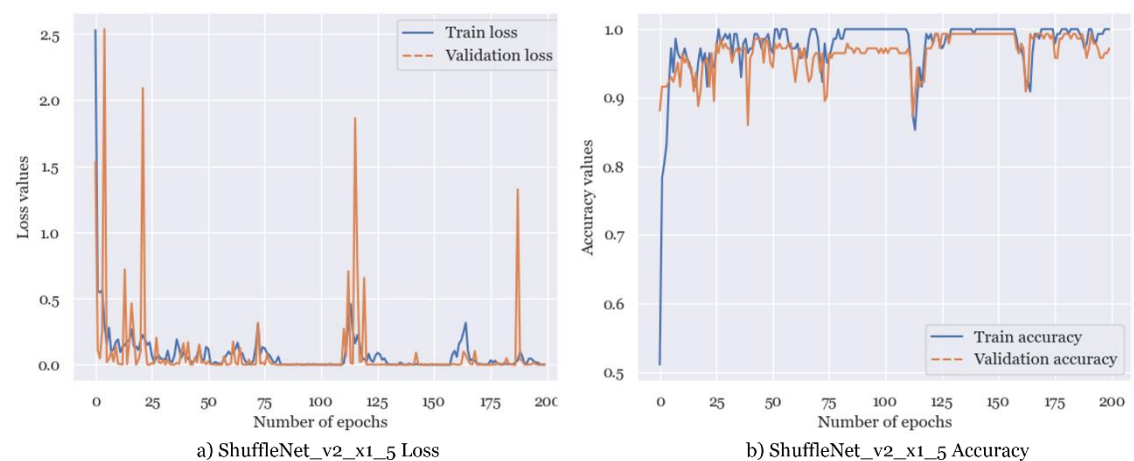 2.5
2.0
1.5
1.0
0.5
0.0
Loss values
Train loss
Validation loss
0 25 50 75 100 125 150 175 200
Number of epochs
a) ShuffleNet_v2_x1_5 Loss
1.0
0.9
0.8
0.7
0.6
0.5
Accuracy values
Train accuracy
Validation accuracy
0 25 50 75 100 125 150 175 200
Number of epochs
b) ShuffleNet_v2_x1_5 Accuracy